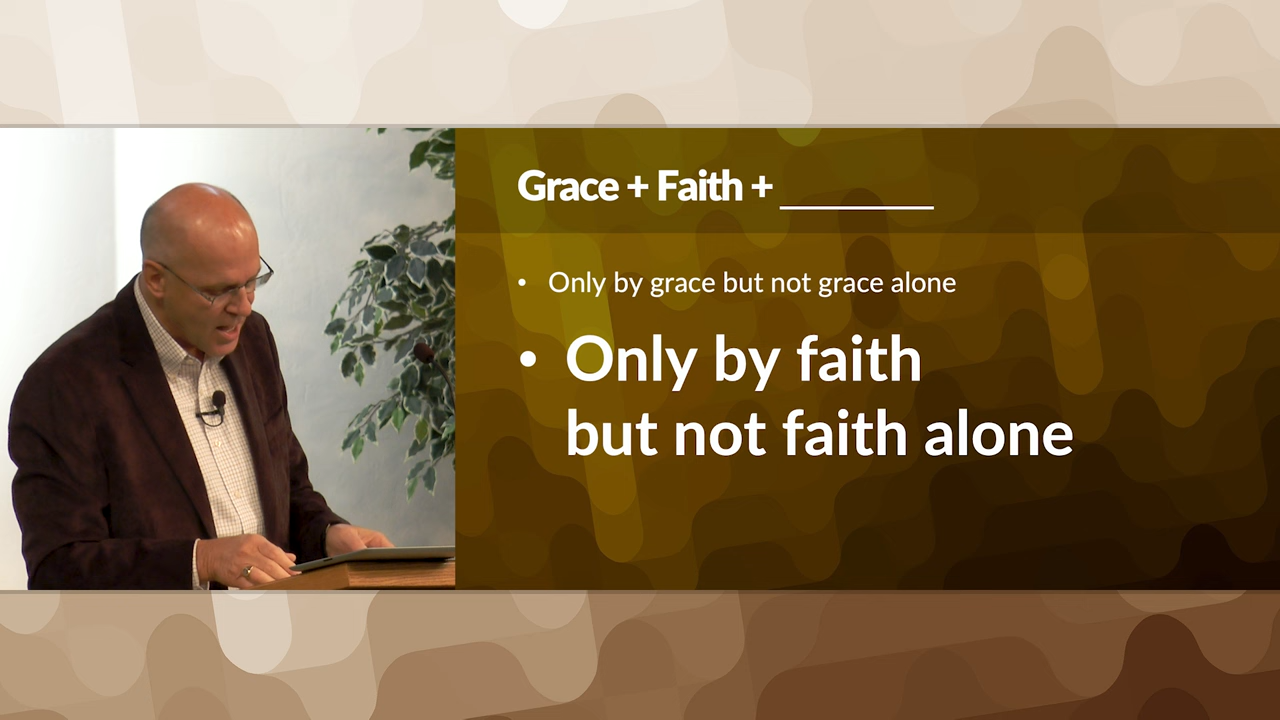 Grace + Faith + ________
• Only by grace but not grace alone
• Only by faith
but not faith alone